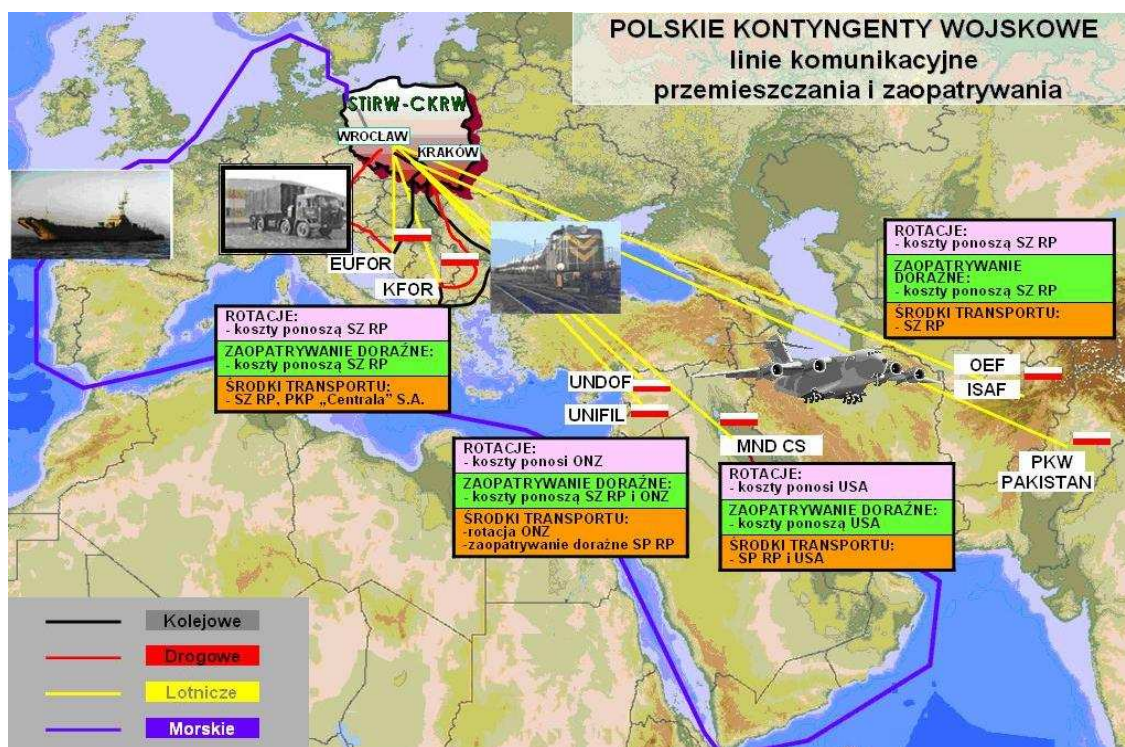 POLSKIE KONTYNGENTY WOJSKOWE
linie komunikacyjne
przemieszczania i zaopatrywania
STiRW-CKRW
WROCŁAW
KRAKÓW
EUFOR
KFOR
ROTACJE:
- koszty ponoszą SZ RP
ZAOPATRYWANIE
DORAŹNE:
- koszty ponoszą SZ RP
ŚRODKI TRANSPORTU:
- SZ RP
ROTACJE:
- koszty ponoszą SZ RP
ZAOPATRYWANIE DORAŹNE:
- koszty ponoszą SZ RP
ŚRODKI TRANSPORTU:
- SZ RP, PKP „Centrala” S.A.
UNDOF
UNIFIL
MND CS
OEF
ISAF
PKW
PAKISTAN
ROTACJE:
- koszty ponosi ONZ
ZAOPATRYWANIE DORAŹNE:
- koszty ponoszą SZ RP i ONZ
ŚRODKI TRANSPORTU:
-rotacja ONZ
-zaopatrywanie doraźne SP RP
ROTACJE:
- koszty ponosi USA
ZAOPATRYWANIE DORAŹNE:
- koszty ponoszą USA
ŚRODKI TRANSPORTU:
- SP RP i USA
Kolejowe
Drogowe
Lotnicze
Morskie